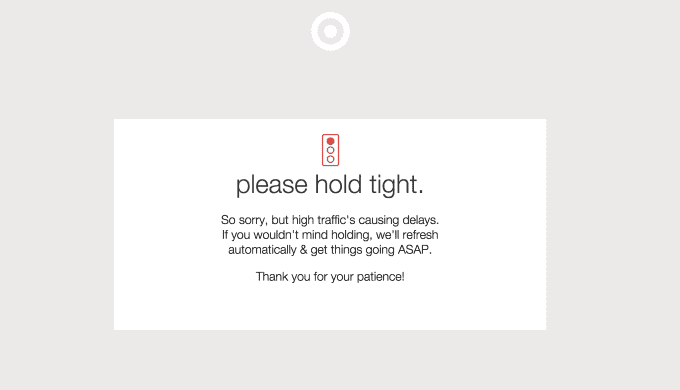 please hold tight.
So sorry, but high traffic's causing delays.
If you wouldn't mind holding, we'll refresh
automatically & get things going ASAP.
Thank you for your patience!